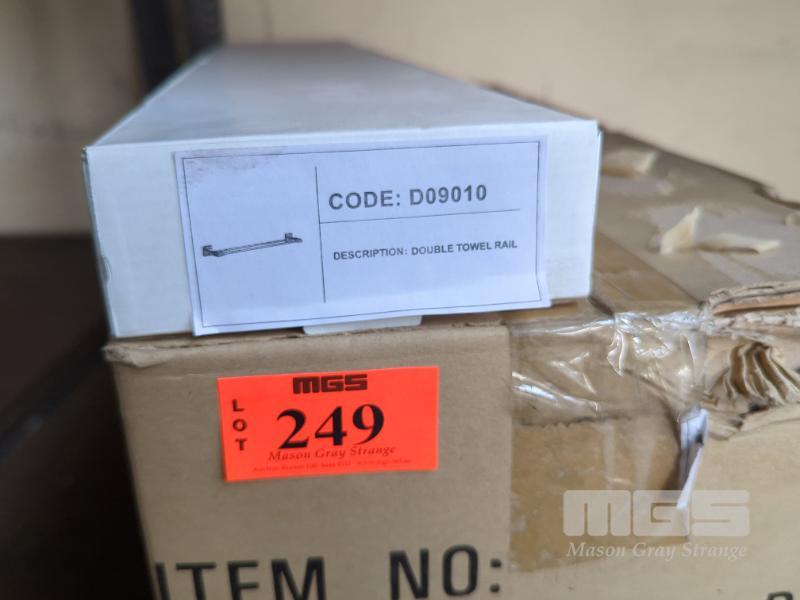 CODE: D09010
DESCRIPTION: DOUBLE TOWEL RAIL
MGS
LOT
249
Mason Gray Strange
ITEM NO:
MGS
Mason Gray Strange